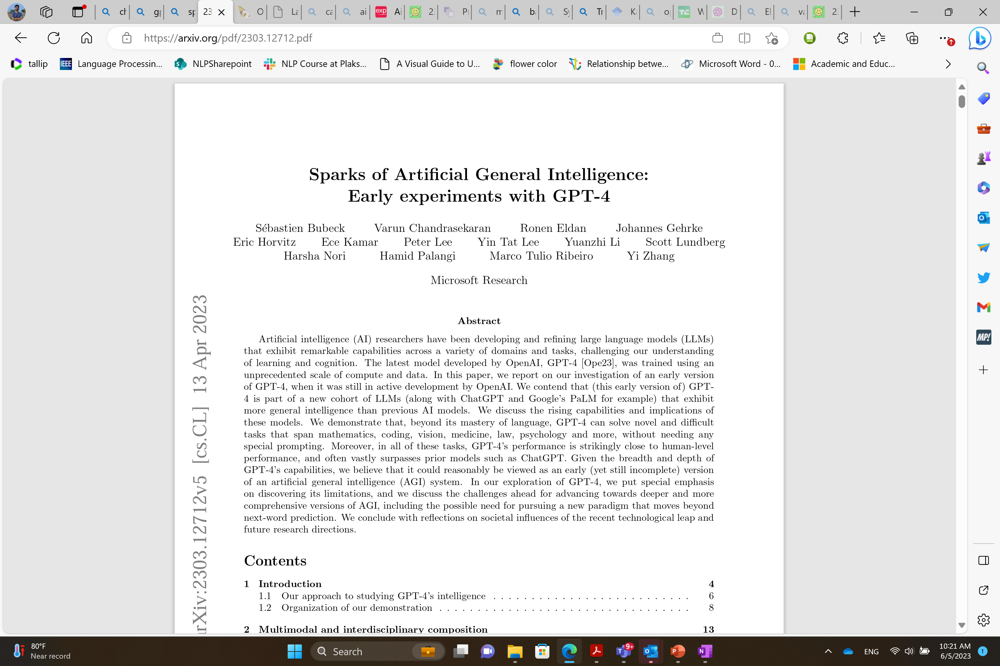 ch
gp
sp
23
O
La
ca
ai
exp
Ai
23
Pr
m
b
Sy
Tr
K
op
TC
W
D
El
va
23
https://arxiv.org/pdf/2303.12712.pdf
tallip
IEEE
Language Processin...
NLPSharepoint
NLP Course at Plaks...
A Visual Guide to U...
flower color
Relationship betwe...
Microsoft Word - 0...
Academic and Educ...
Sparks of Artificial General Intelligence:
Early experiments with GPT-4
Sébastien Bubeck Varun Chandrasekaran Ronen Eldan Johannes Gehrke
Eric Horvitz Ece Kamar Peter Lee Yin Tat Lee Yuanzhi Li Scott Lundberg
Harsha Nori Hamid Palangi Marco Tulio Ribeiro Yi Zhang
Microsoft Research
rXiv:2303.12712v5 [cs.CL] 13 Apr 2023
Abstract
Artificial intelligence (AI) researchers have been developing and refining large language models (LLMs)
that exhibit remarkable capabilities across a variety of domains and tasks, challenging our understanding
of learning and cognition. The latest model developed by OpenAI, GPT-4 [Ope23], was trained using an
unprecedented scale of compute and data. In this paper, we report on our investigation of an early version
of GPT-4, when it was still in active development by OpenAI. We contend that (this early version of) GPT-
4 is part of a new cohort of LLMs (along with ChatGPT and Google's PaLM for example) that exhibit
more general intelligence than previous AI models. We discuss the rising capabilities and implications of
these models. We demonstrate that, beyond its mastery of language, GPT-4 can solve novel and difficult
tasks that span mathematics, coding, vision, medicine, law, psychology and more, without needing any
special prompting. Moreover, in all of these tasks, GPT-4's performance is strikingly close to human-level
performance, and often vastly surpasses prior models such as ChatGPT. Given the breadth and depth of
GPT-4's capabilities, we believe that it could reasonably be viewed as an early (yet still incomplete) version
of an artificial general intelligence (AGI) system. In our exploration of GPT-4, we put special emphasis
on discovering its limitations, and we discuss the challenges ahead for advancing towards deeper and more
comprehensive versions of AGI, including the possible need for pursuing a new paradigm that moves beyond
next-word prediction. We conclude with reflections on societal influences of the recent technological leap and
future research directions.
Contents
1 Introduction 4
1.1 Our approach to studying GPT-4's intelligence . . . . . . . . . . . . . . . . . . . . . . . . . . 6
1.2 Organization of our demonstration . . . . . . . . . . . . . . . . . . . . . . . . . . . . . . . . . 8
2 Multimodal and interdisciplinary composition 13
MP!
80°F
Near record
Search
9+
ENG
10:21 AM
6/5/2023
1